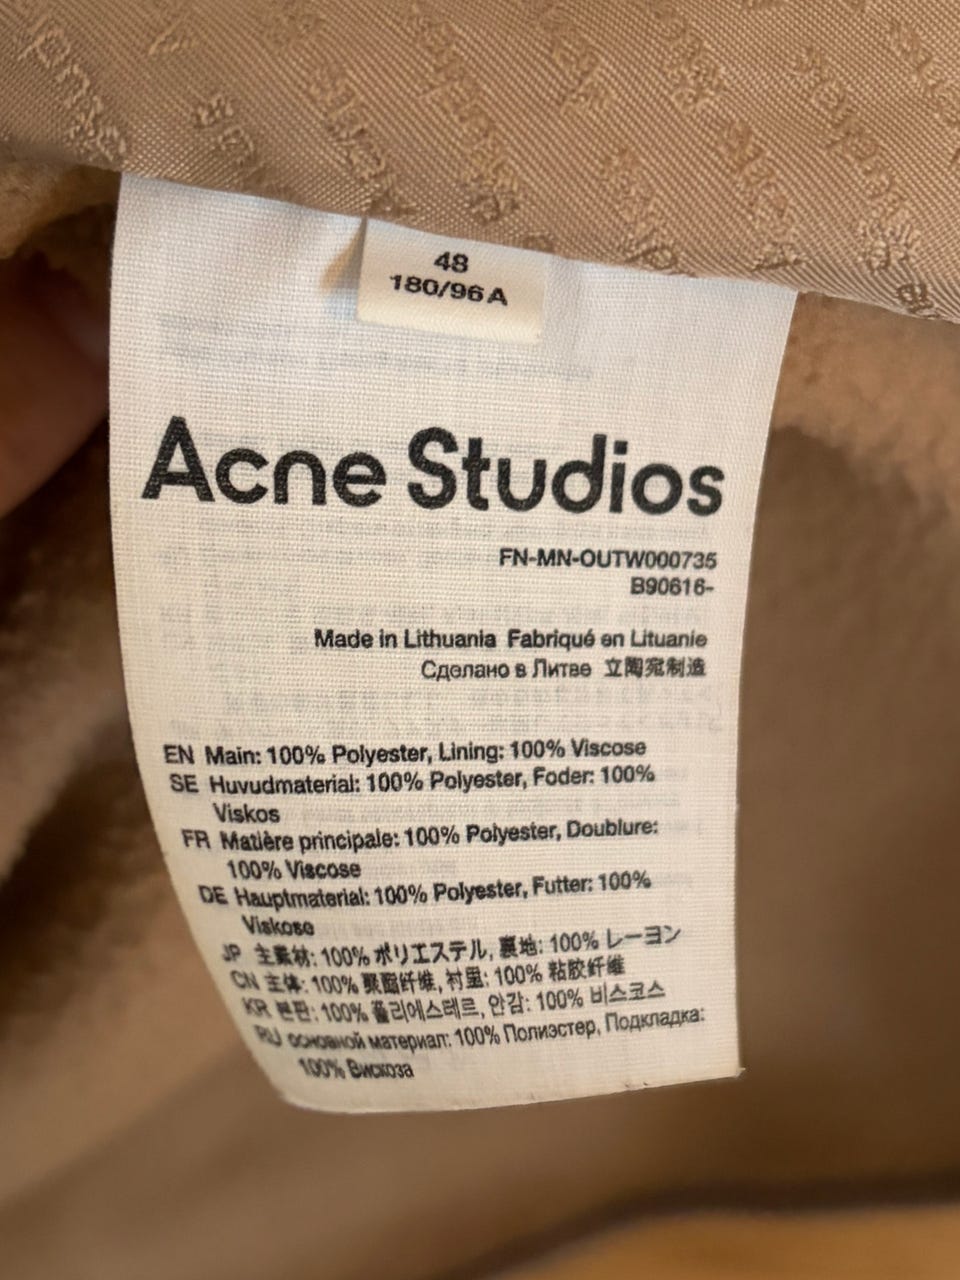 48
180/96A
Acne Studios
FN-MN-OUTW000735
B90616-
Made in Lithuania Fabriqué en Lituanie
Сделано в Литве 立陶宛制造
EN Main: 100% Polyester, Lining: 100% Viscose
SE Huvudmaterial: 100% Polyester, Foder: 100%
Viskos
FR Matière principale: 100% Polyester, Doublure:
100% Viscose
DE Hauptmaterial: 100% Polyester, Futter: 100%
Viskose
JP 主素材: 100% ポリエステル, 裏地: 100% レーヨン
CN 主体: 100% 聚酯纤维, 衬里: 100% 粘胶纤维
KR 본판: 100% 폴리에스테르, 안감: 100% 비스코스
RU основной материал: 100% Полиэстер, Подкладка:
100% Вискоза